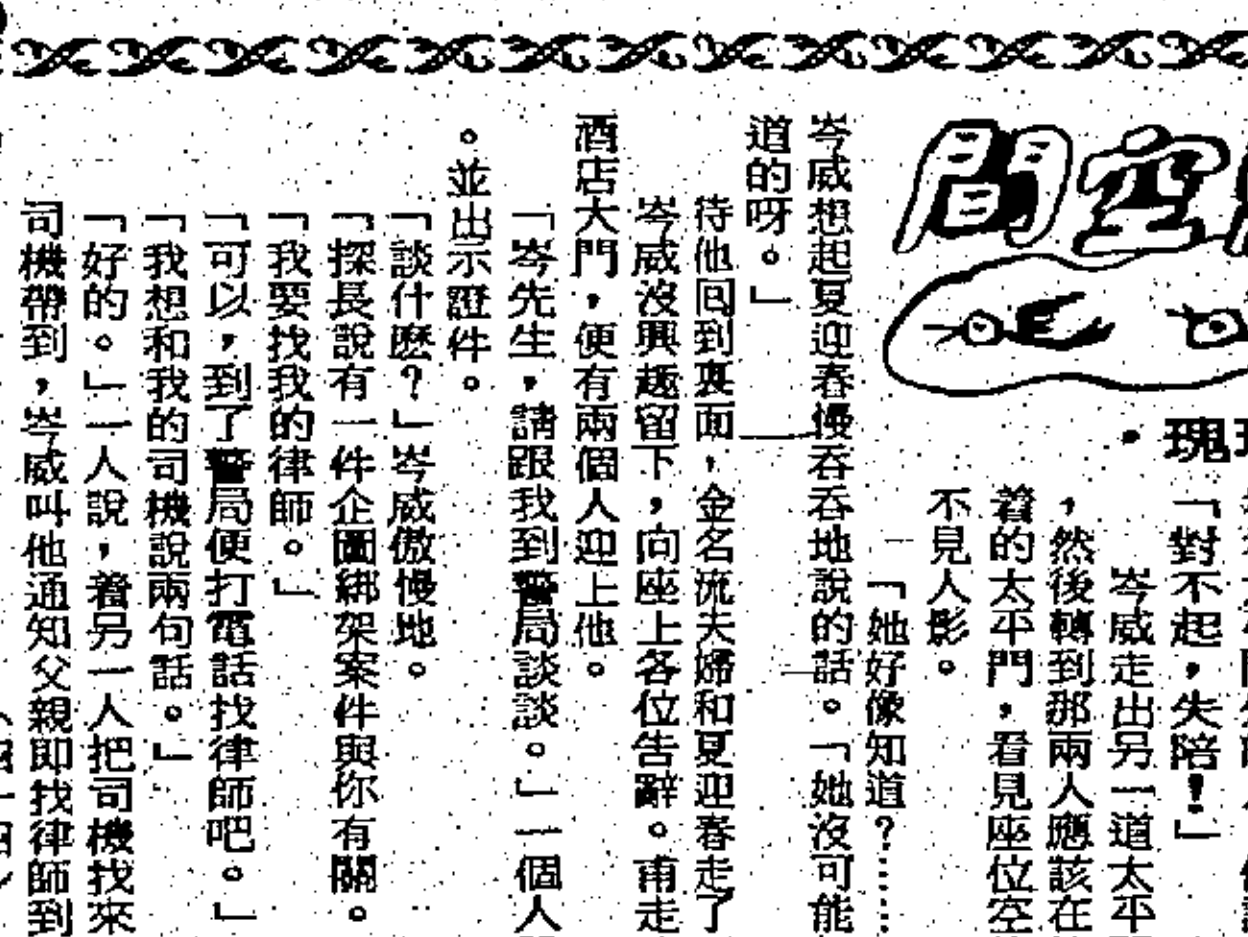 間空
・瑰
「對不起，失陪！」
岑威走出另一道太平
，然後轉到那兩人應該在
着的太平門，看見座位空
不見人影。
「她好像知道？……
岑威想起夏迎春慢吞吞地說的話。「她沒可能
道的呀。」
待他回到裏面，金名流夫婦和夏迎春走了
岑威沒興趣留下，向座上各位告辭。甫走
酒店大門，便有兩個人迎上他。
「岑先生，請跟我到警局談談。」一個人
。並出示證件。
「談什麼？」岑威傲慢地。
「探長說有一件企圖綁架案件與你有關。
「我要找我的律師。」
「可以，到了警局便打電話找律師吧。」
「我想和我的司機說兩句話。」
「好的。」一人說，着另一人把司機找來
司機帶到，岑威叫他通知父親即找律師到